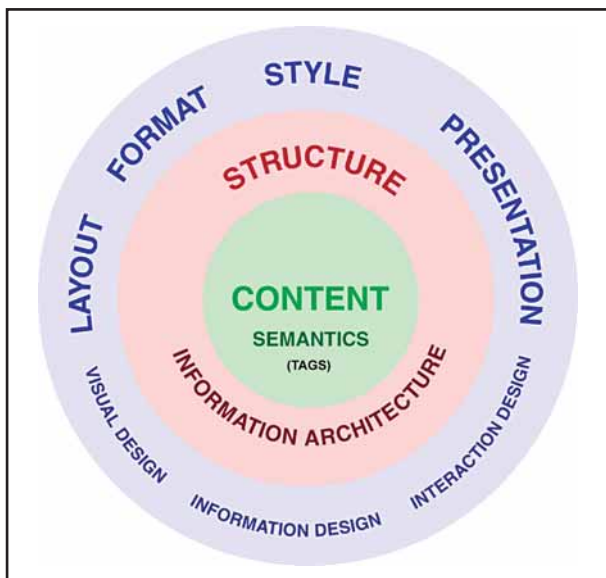 STYLE
FORMAT
LAYOUT
PRESENTATION
STRUCTURE
CONTENT
SEMANTICS
(TAGS)
INFORMATION ARCHITECTURE
VISUAL DESIGN
INFORMATION DESIGN
INTERACTION DESIGN